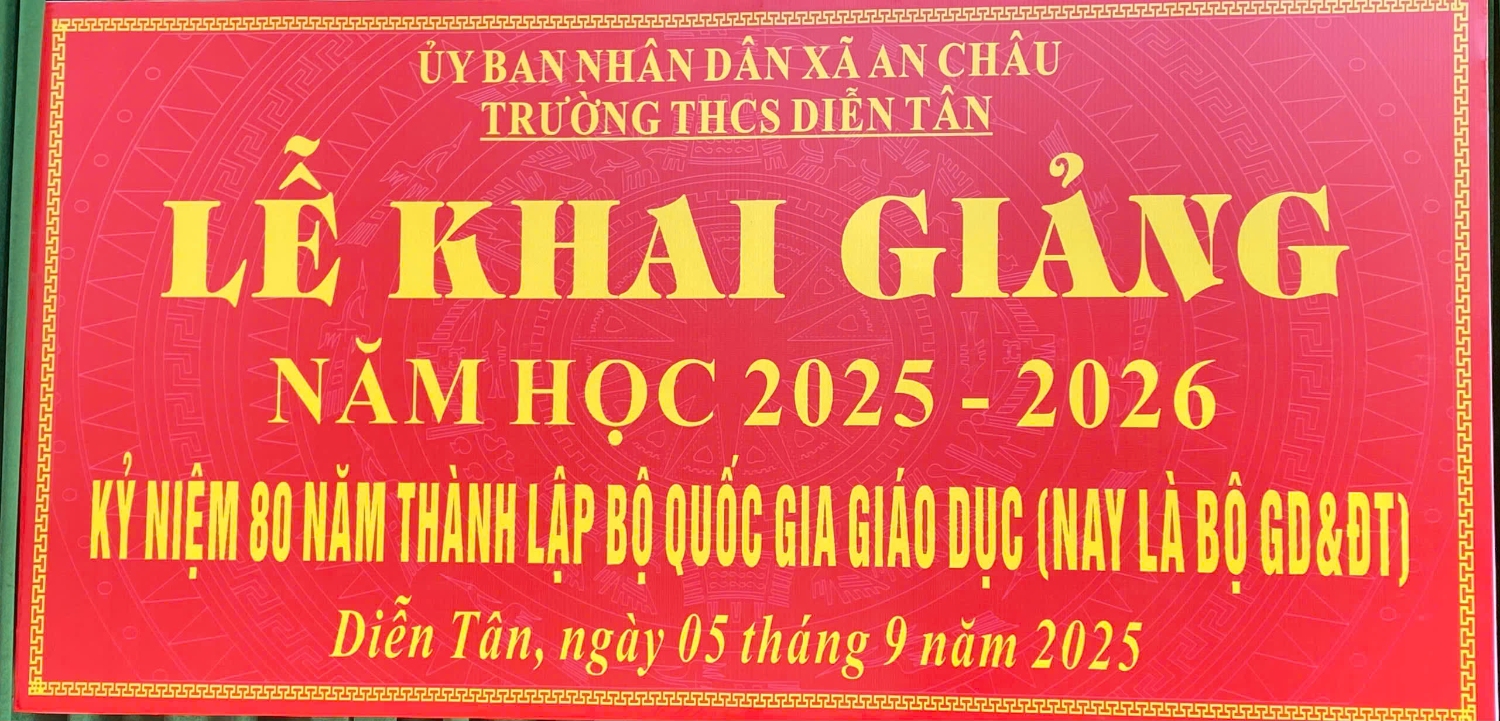 ỦY BAN NHÂN DÂN XÃ AN CHÂU
TRƯỜNG THCS DIỄN TÂN
LỄ KHAI GIẢNG
NĂM HỌC 2025 - 2026
KỶ NIỆM 80 NĂM THÀNH LẬP BỘ QUỐC GIA GIÁO DỤC (NAY LÀ BỘ GD&ĐT)
Diễn Tân, ngày 05 tháng 9 năm 2025